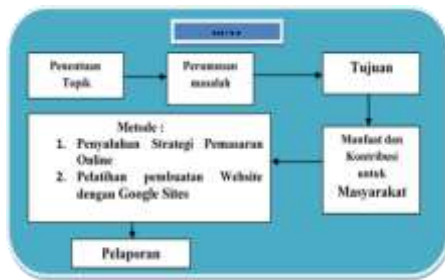 Penentuan
Topik
Perumusan
masalah
Tujuan
Metode :
1. Penyuluhan Strategi Pemasaran
Online
2. Pelatihan pembuatan Website
dengan Google Sites
Manfaat dan
Kontribusi
untuk
Masyarakat
Pelaporan